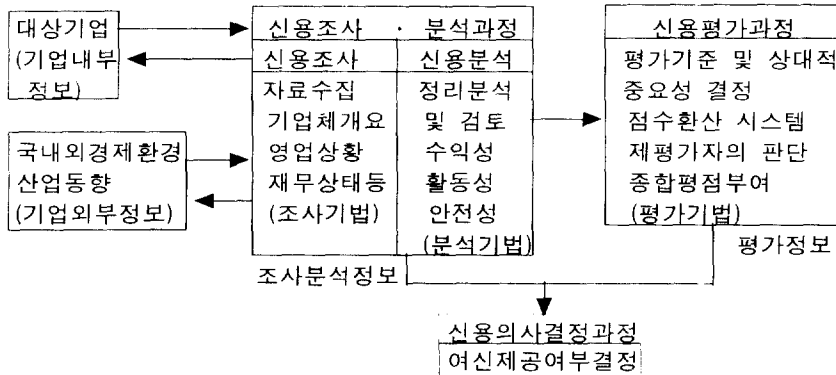 대상기업
(기업내부
정보)
국내외경제환경
산업동향
(기업외부정보)
신용조사 · 분석과정
신용조사
자료수집
기업체개요
영업상황
재무상태등
(조사기법)
신용분석
정리분석
및 검토
수익성
활동성
안전성
(분석기법)
조사분석정보
신용평가과정
평가기준 및 상대적
중요성 결정
점수환산 시스템
제평가자의 판단
종합평점부여
(평가기법)
평가정보
신용의사결정과정
여신제공여부결정